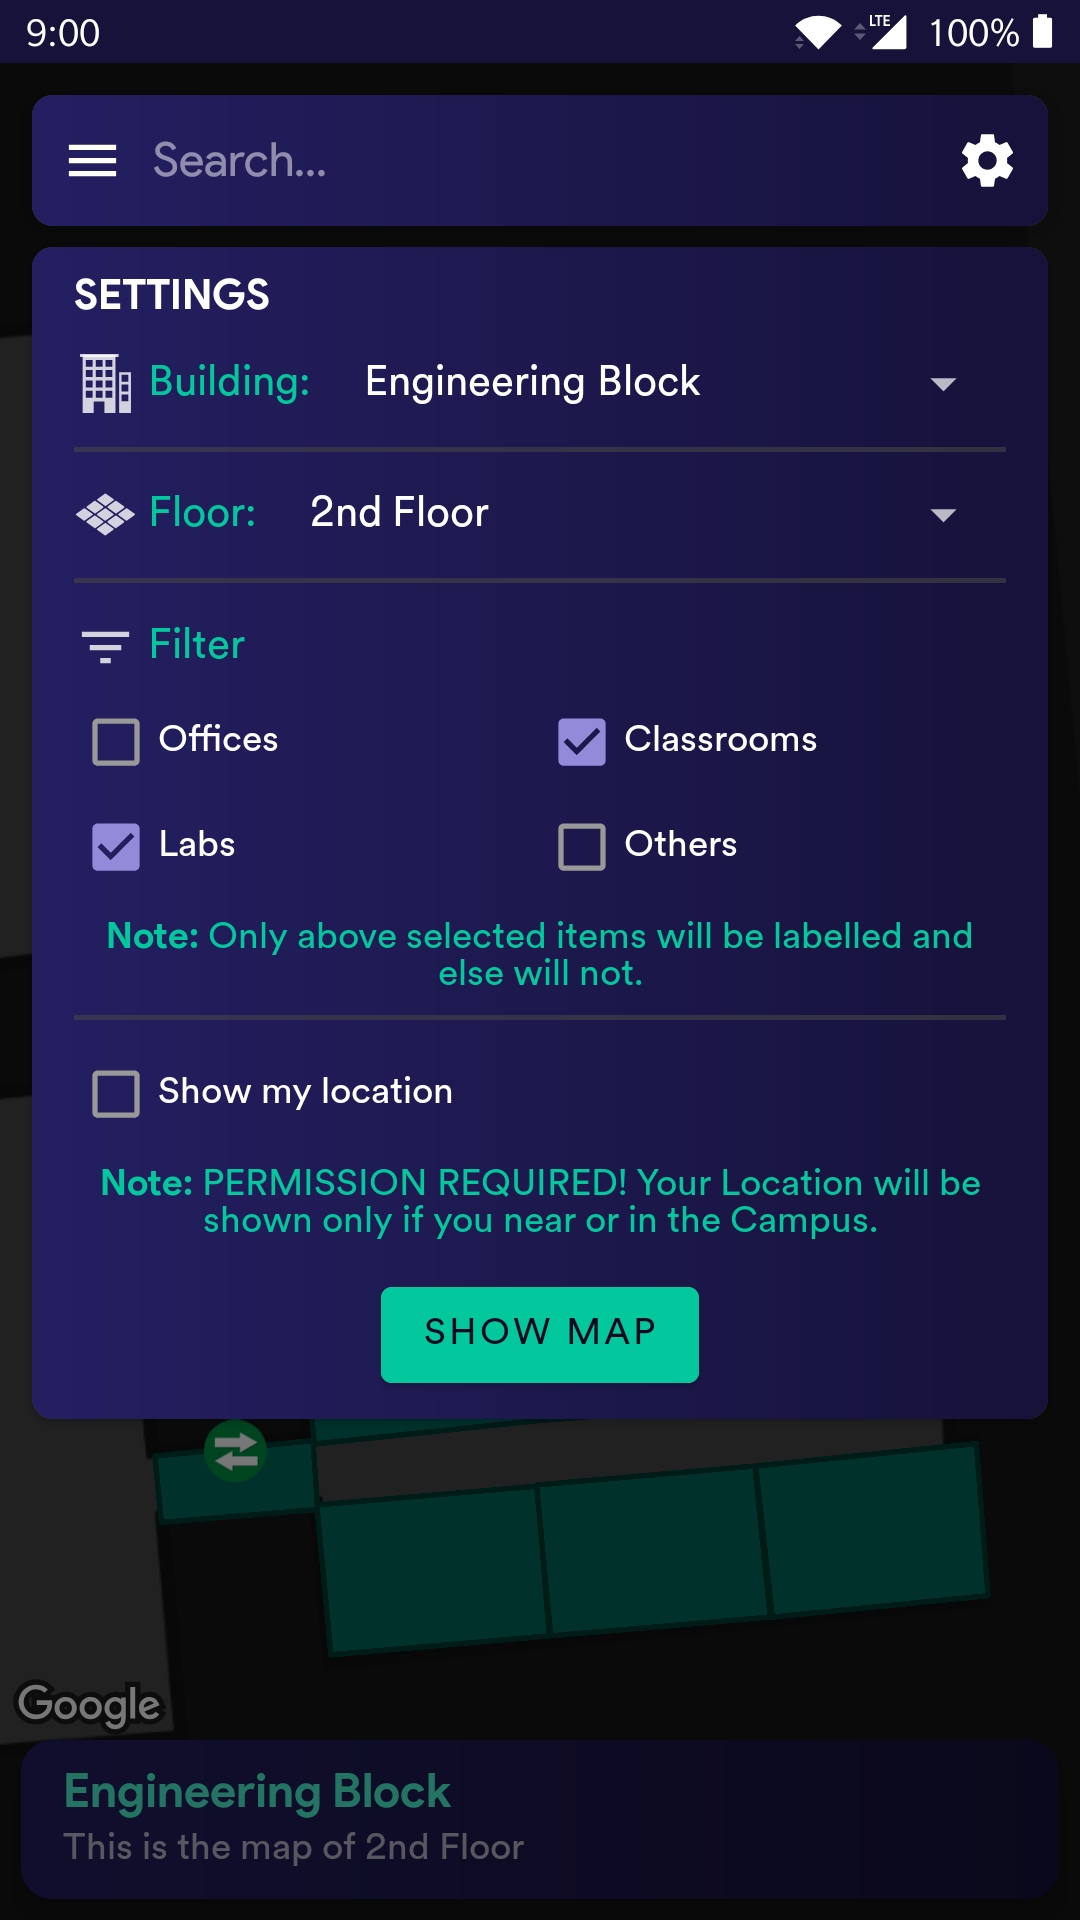 9:00
LTE
100%
Search...
SETTINGS
Building: Engineering Block
Floor: 2nd Floor
Filter
Offices
Classrooms
Labs
Others
Note: Only above selected items will be labelled and
else will not.
Show my location
Note: PERMISSION REQUIRED! Your Location will be
shown only if you near or in the Campus.
SHOW MAP
Google
Engineering Block
This is the map of 2nd Floor